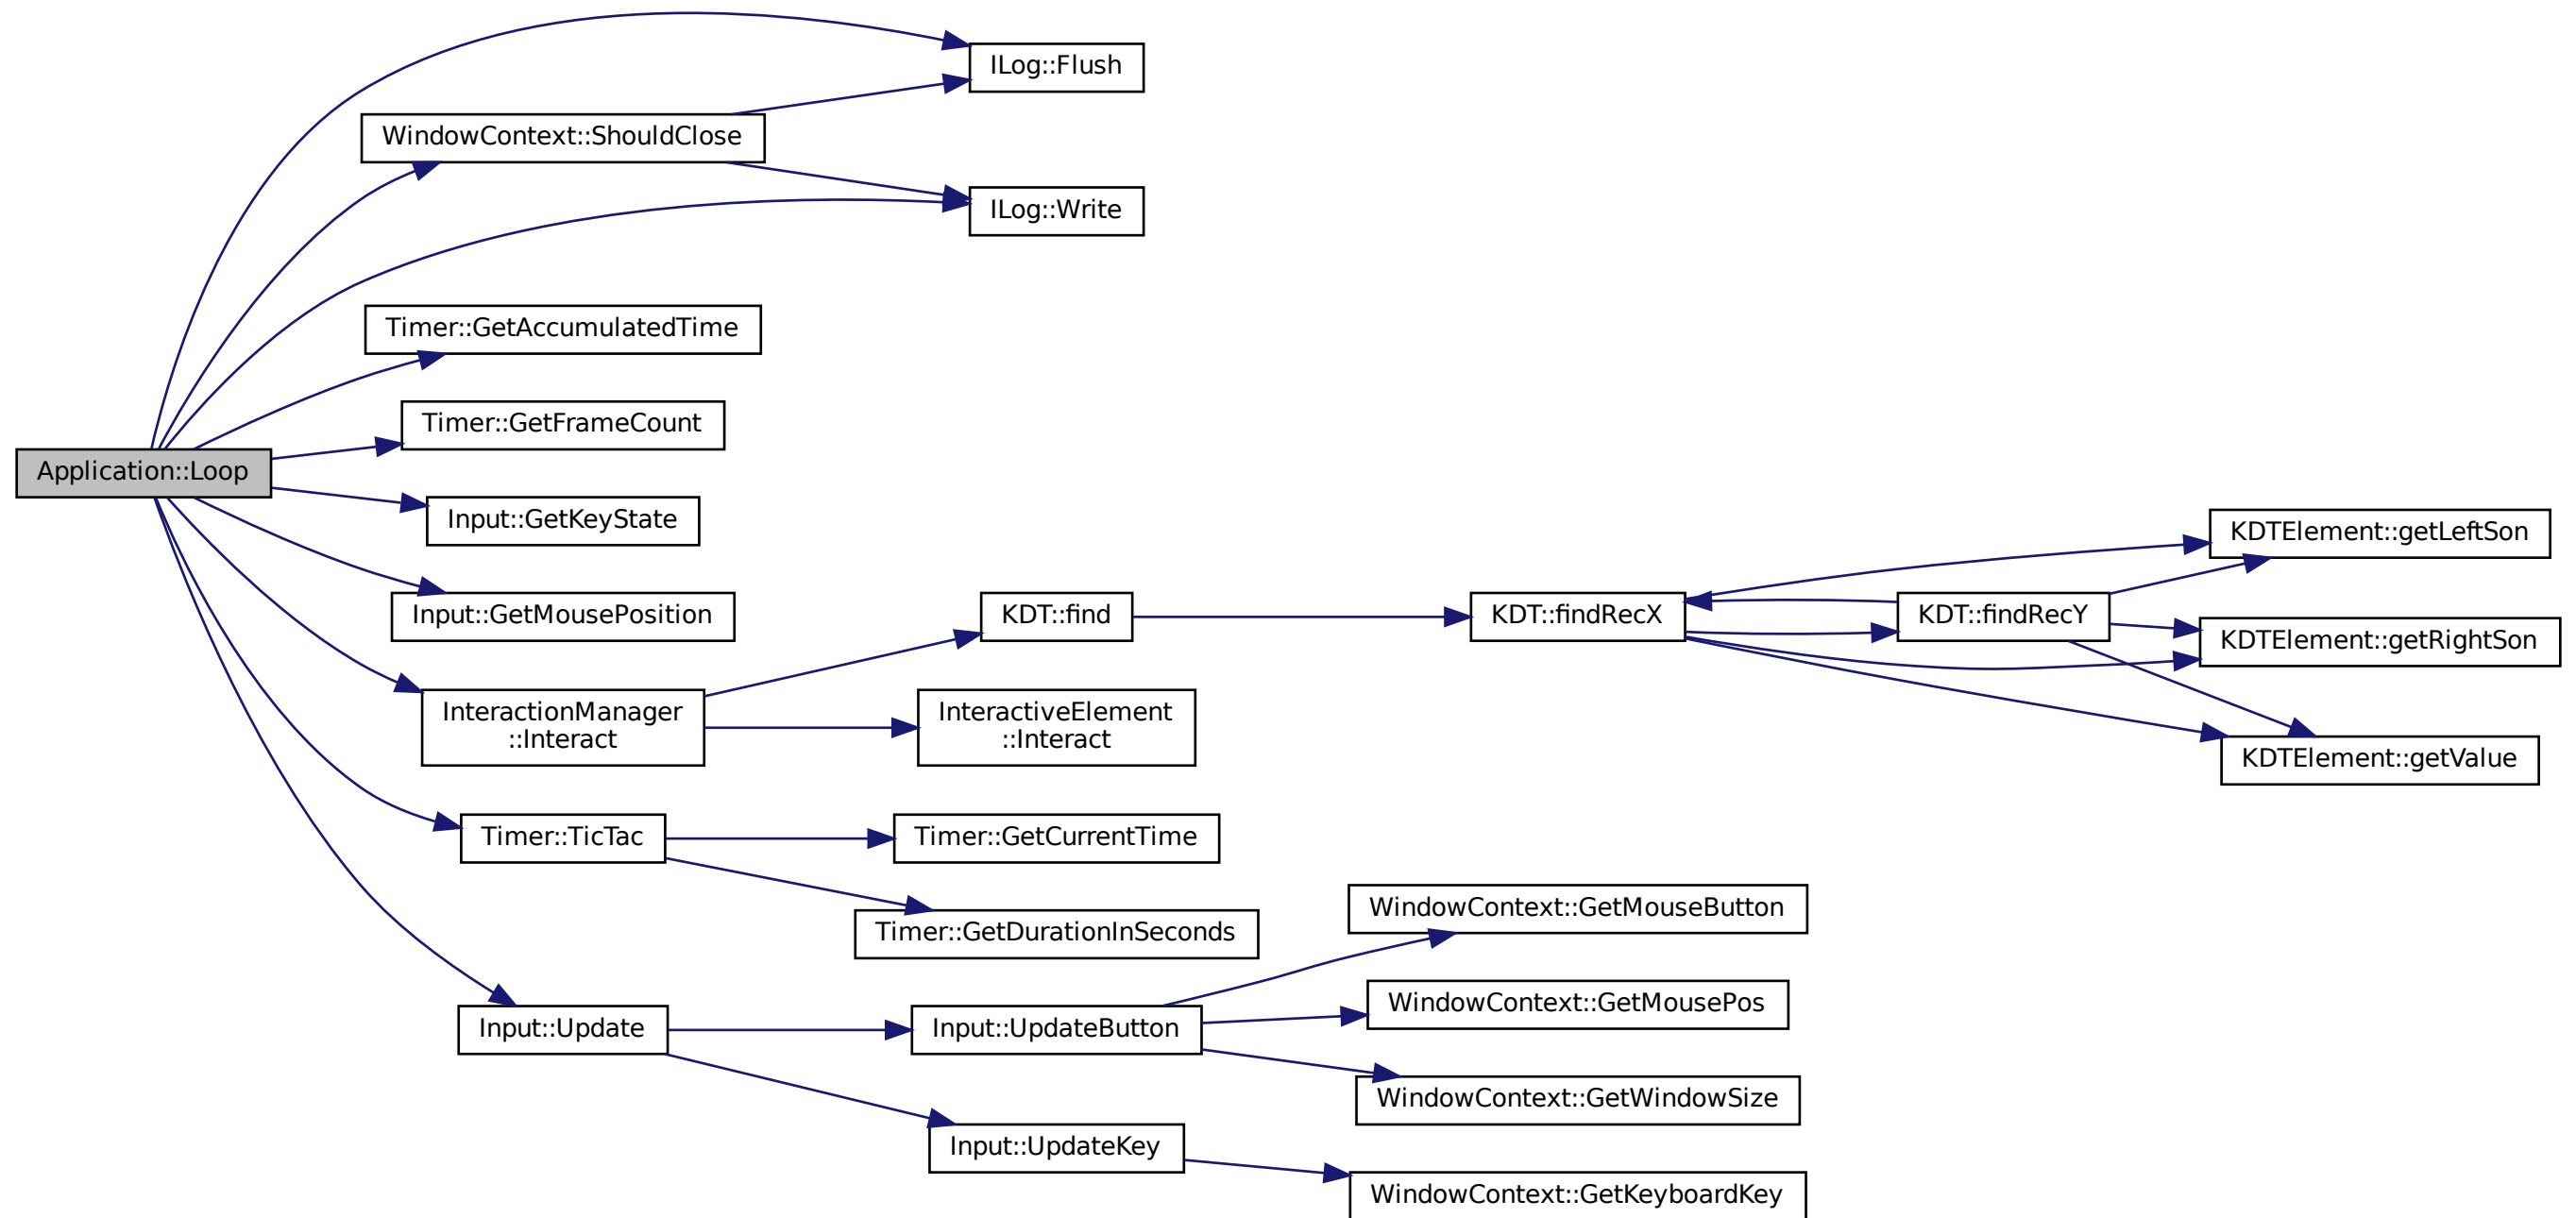 ILog::Flush
WindowContext::ShouldClose
ILog::Write
Timer::GetAccumulatedTime
Timer::GetFrameCount
Application::Loop
Input::GetKeyState
KDTElement::getLeftSon
Input::GetMousePosition
KDT::find
KDT::findRecX
KDT::findRecY
KDTElement::getRightSon
InteractionManager
::Interact
InteractiveElement
::Interact
KDTElement::getValue
Timer::TicTac
Timer::GetCurrentTime
WindowContext::GetMouseButton
Timer::GetDurationInSeconds
WindowContext::GetMousePos
Input::Update
Input::UpdateButton
WindowContext::GetWindowSize
Input::UpdateKey
WindowContext::GetKeyboardKey